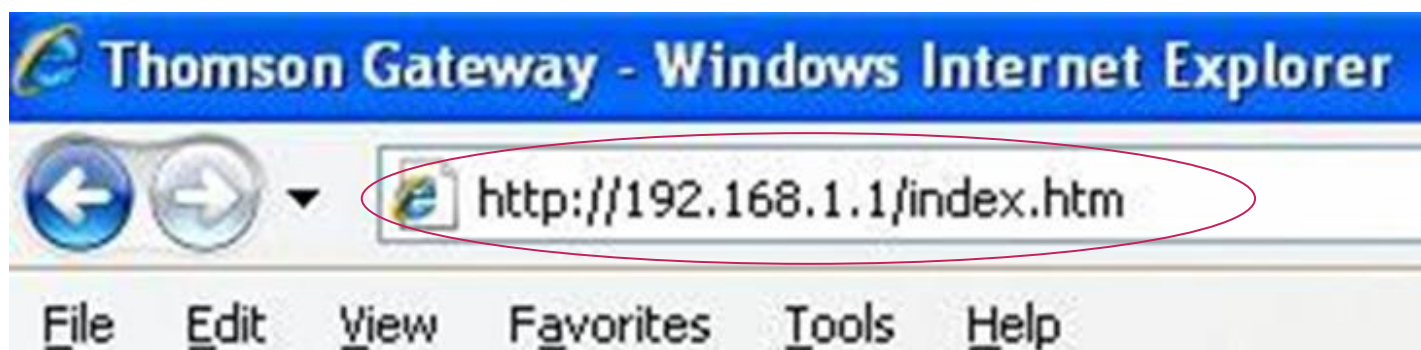 Thomson Gateway - Windows Internet Explorer
http://192.168.1.1/index.htm
File Edit View Favorites Tools Help